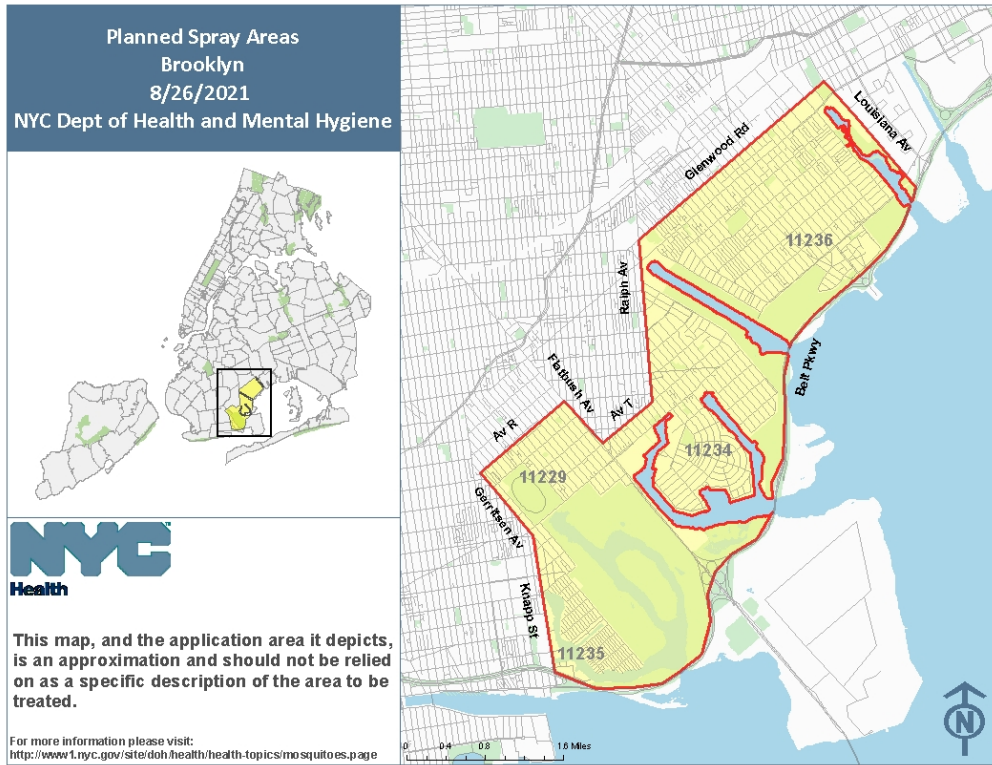 Planned Spray Areas
Brooklyn
8/26/2021
NYC Dept of Health and Mental Hygiene
Louisiana Av
Glenwood Rd
11236
Ralph Av
Belt Pkwy
Flatbush Av
Av T
Av R
11234
11229
Gerritsen Av
Knapp St
11235
NYC
Health
This map, and the application area it depicts,
is an approximation and should not be relied
on as a specific description of the area to be
treated.
For more information please visit:
http://www1.nyc.gov/site/doh/health/health-topics/mosquitoes.page
0 0.4 0.8 1.6 Miles
N